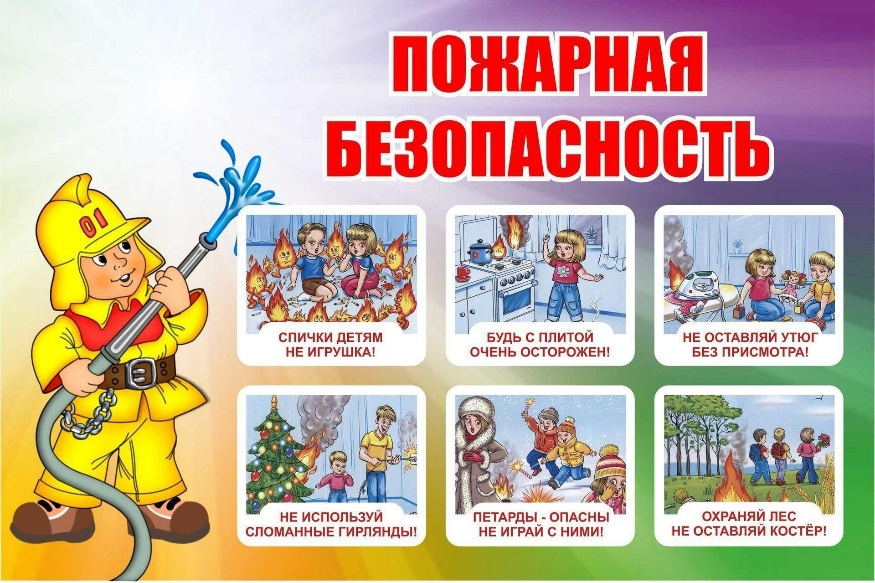 ПОЖАРНАЯ
БЕЗОПАСНОСТЬ
01
СПИЧКИ ДЕТЯМ
НЕ ИГРУШКА!
БУДЬ С ПЛИТОЙ
ОЧЕНЬ ОСТОРОЖЕН!
НЕ ОСТАВЛЯЙ УТЮГ
БЕЗ ПРИСМОТРА!
НЕ ИСПОЛЬЗУЙ
СЛОМАННЫЕ ГИРЛЯНДЫ!
ПЕТАРДЫ - ОПАСНЫ
НЕ ИГРАЙ С НИМИ!
ОХРАНЯЙ ЛЕС
НЕ ОСТАВЛЯЙ КОСТЁР!